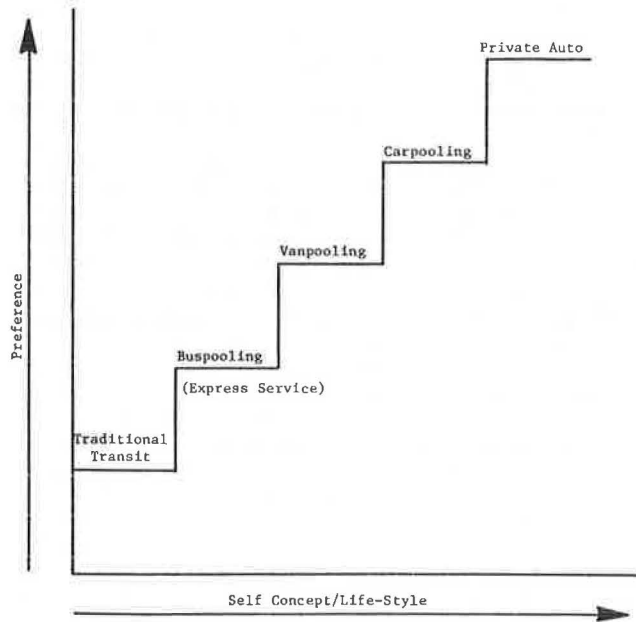 Private Auto
Carpooling
Vanpooling
Buspooling
(Express Service)
Traditional
Transit
Preference
Self Concept/Life-Style